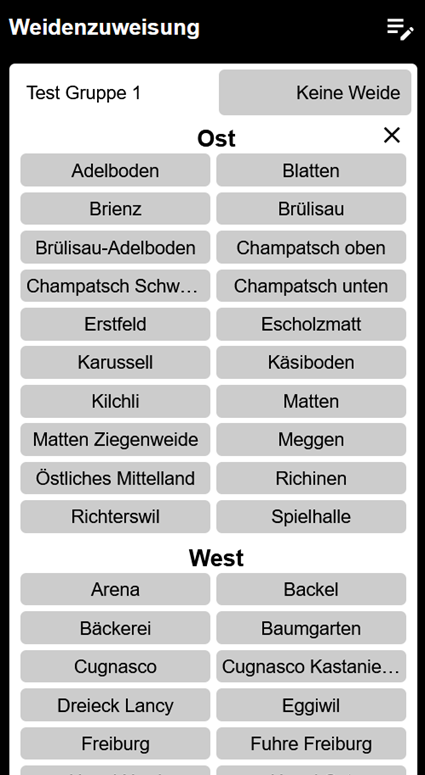 Weidenzuweisung
Test Gruppe 1 Keine Weide
Ost
Adelboden Blatten
Brienz Brülisau
Brülisau-Adelboden Champatsch oben
Champatsch Schw... Champatsch unten
Erstfeld Escholzmatt
Karussell Käsiboden
Kilchli Matten
Matten Ziegenweide Meggen
Östliches Mittelland Richinen
Richterswil Spielhalle
West
Arena Backel
Bäckerei Baumgarten
Cugnasco Cugnasco Kastanie...
Dreieck Lancy Eggiwil
Freiburg Fuhre Freiburg